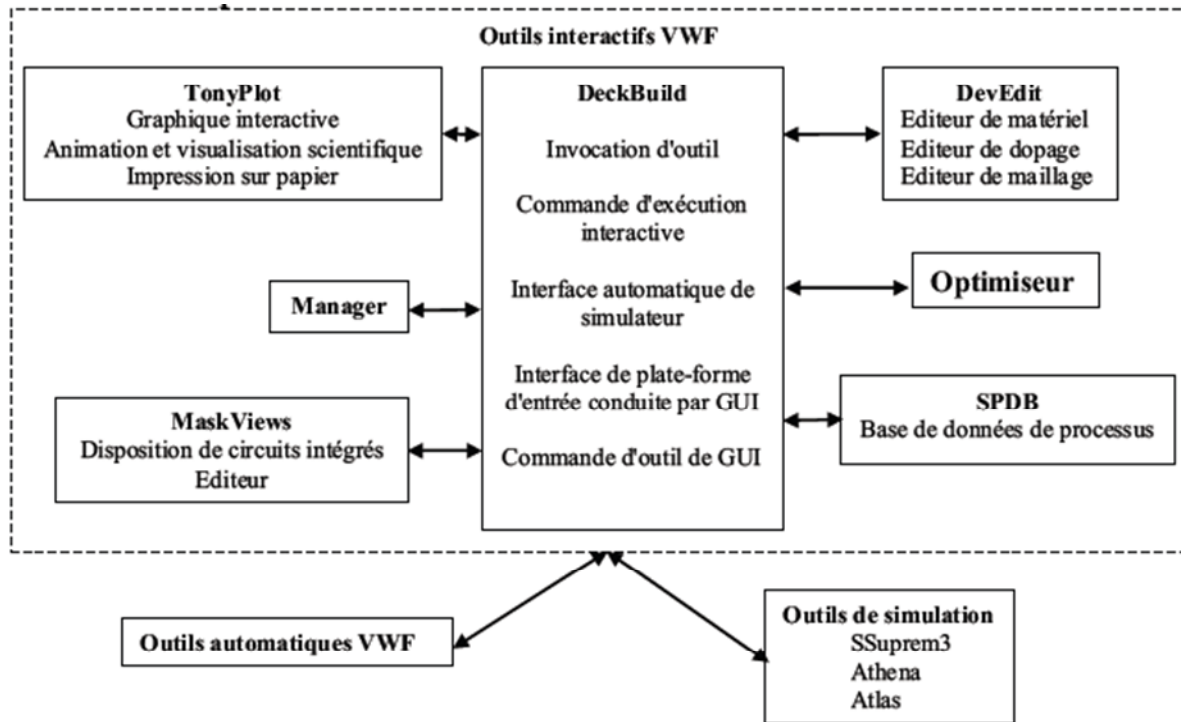 Outils interactifs VWF
TonyPlot
Graphique interactive
Animation et visualisation scientifique
Impression sur papier
Manager
MaskViews
Disposition de circuits intégrés
Editeur
DeckBuild
Invocation d'outil
Commande d'exécution
interactive
Interface automatique de
simulateur
Interface de plate-forme
d'entrée conduite par GUI
Commande d'outil de GUI
DevEdit
Editeur de matériel
Editeur de dopage
Editeur de maillage
Optimiseur
SPDB
Base de données de processus
Outils automatiques VWF
Outils de simulation
SSuprem3
Athena
Atlas